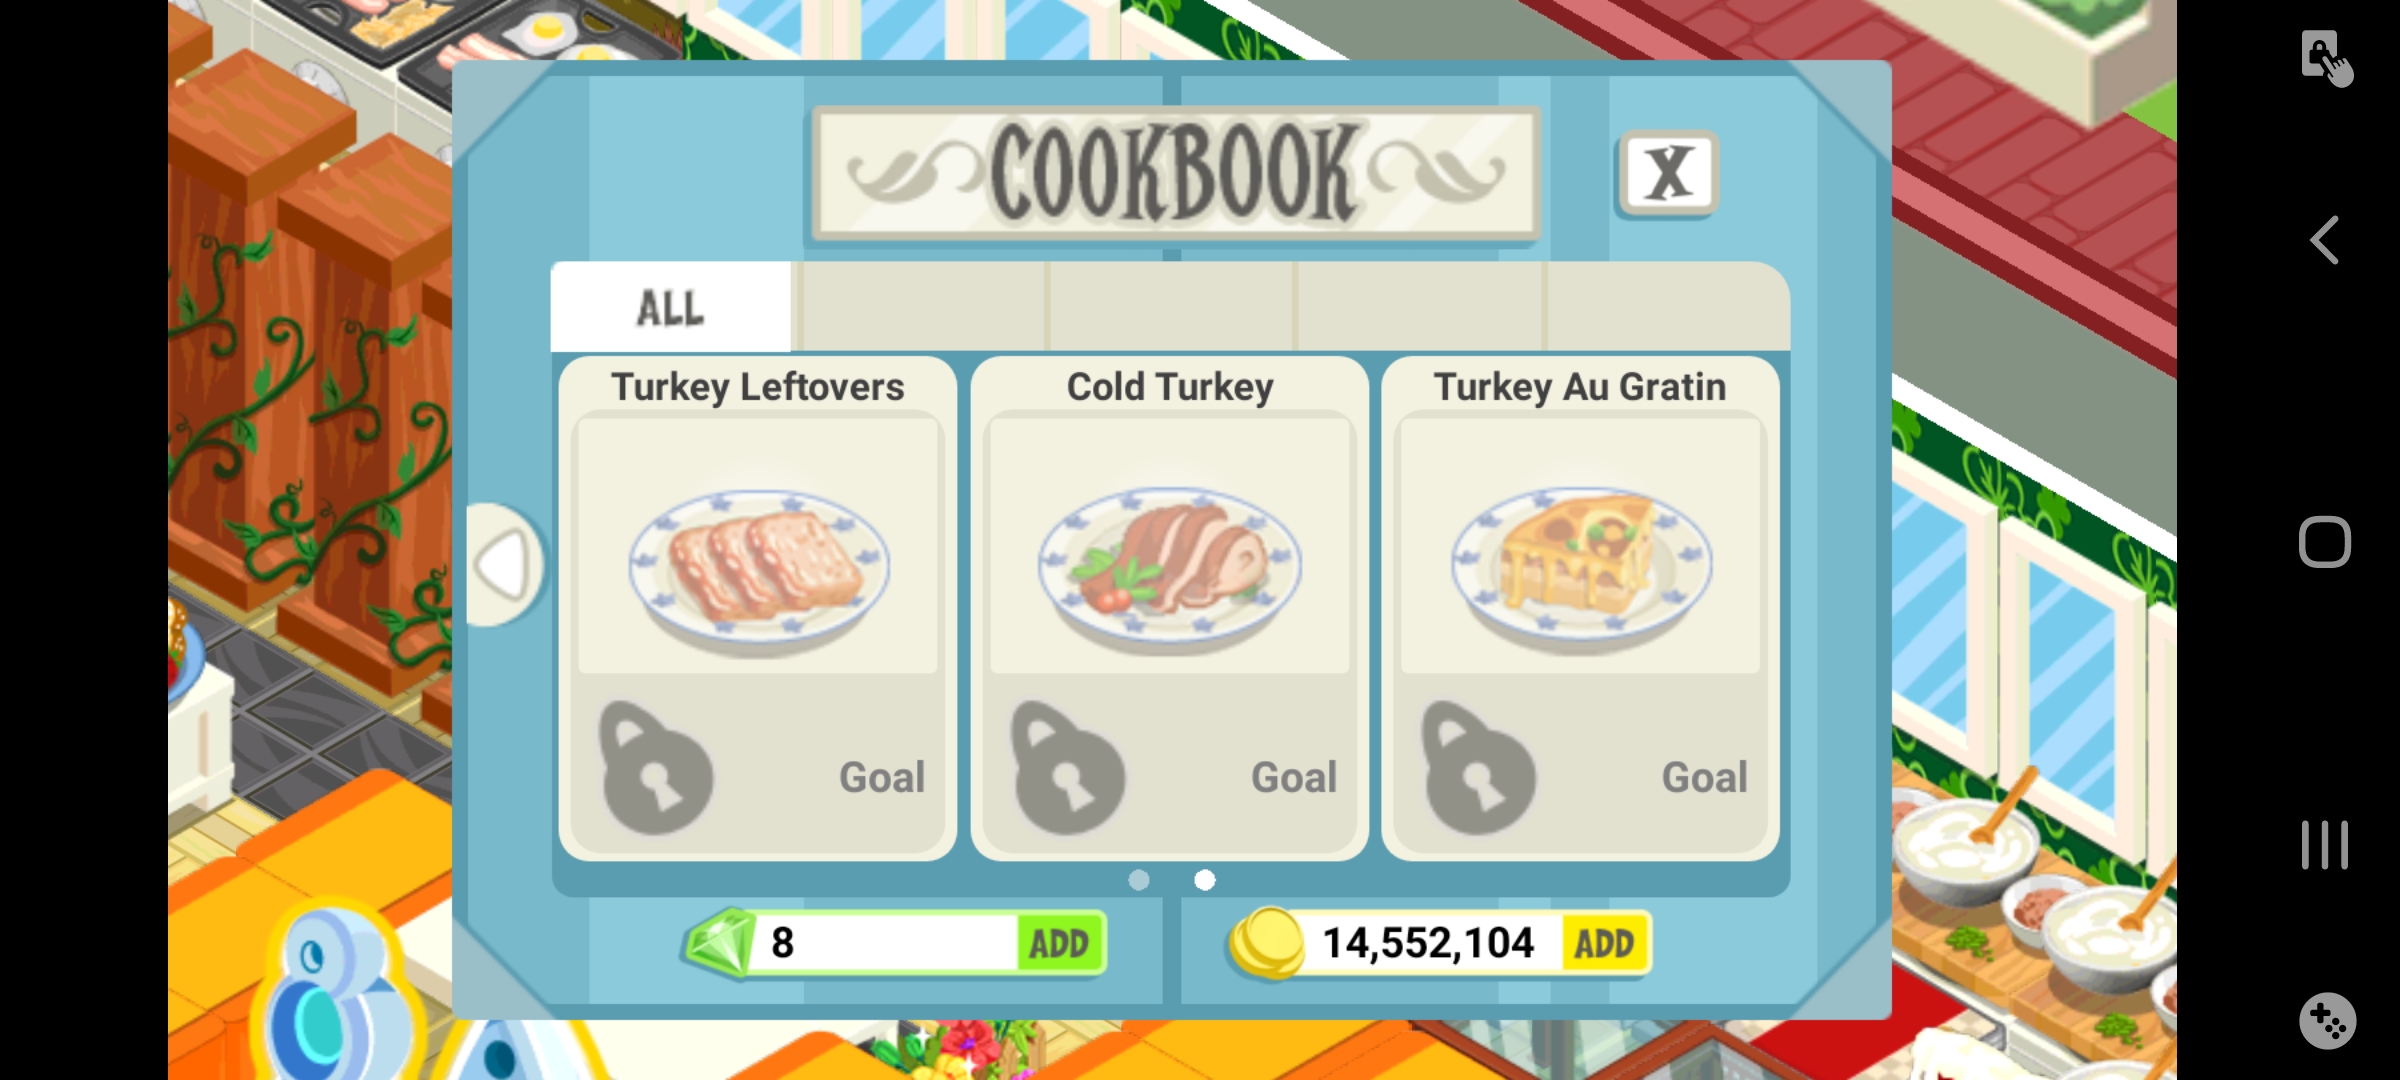 COOKBOOK
X
ALL
Turkey Leftovers
Cold Turkey
Turkey Au Gratin
Goal
Goal
Goal
8
ADD
14,552,104
ADD